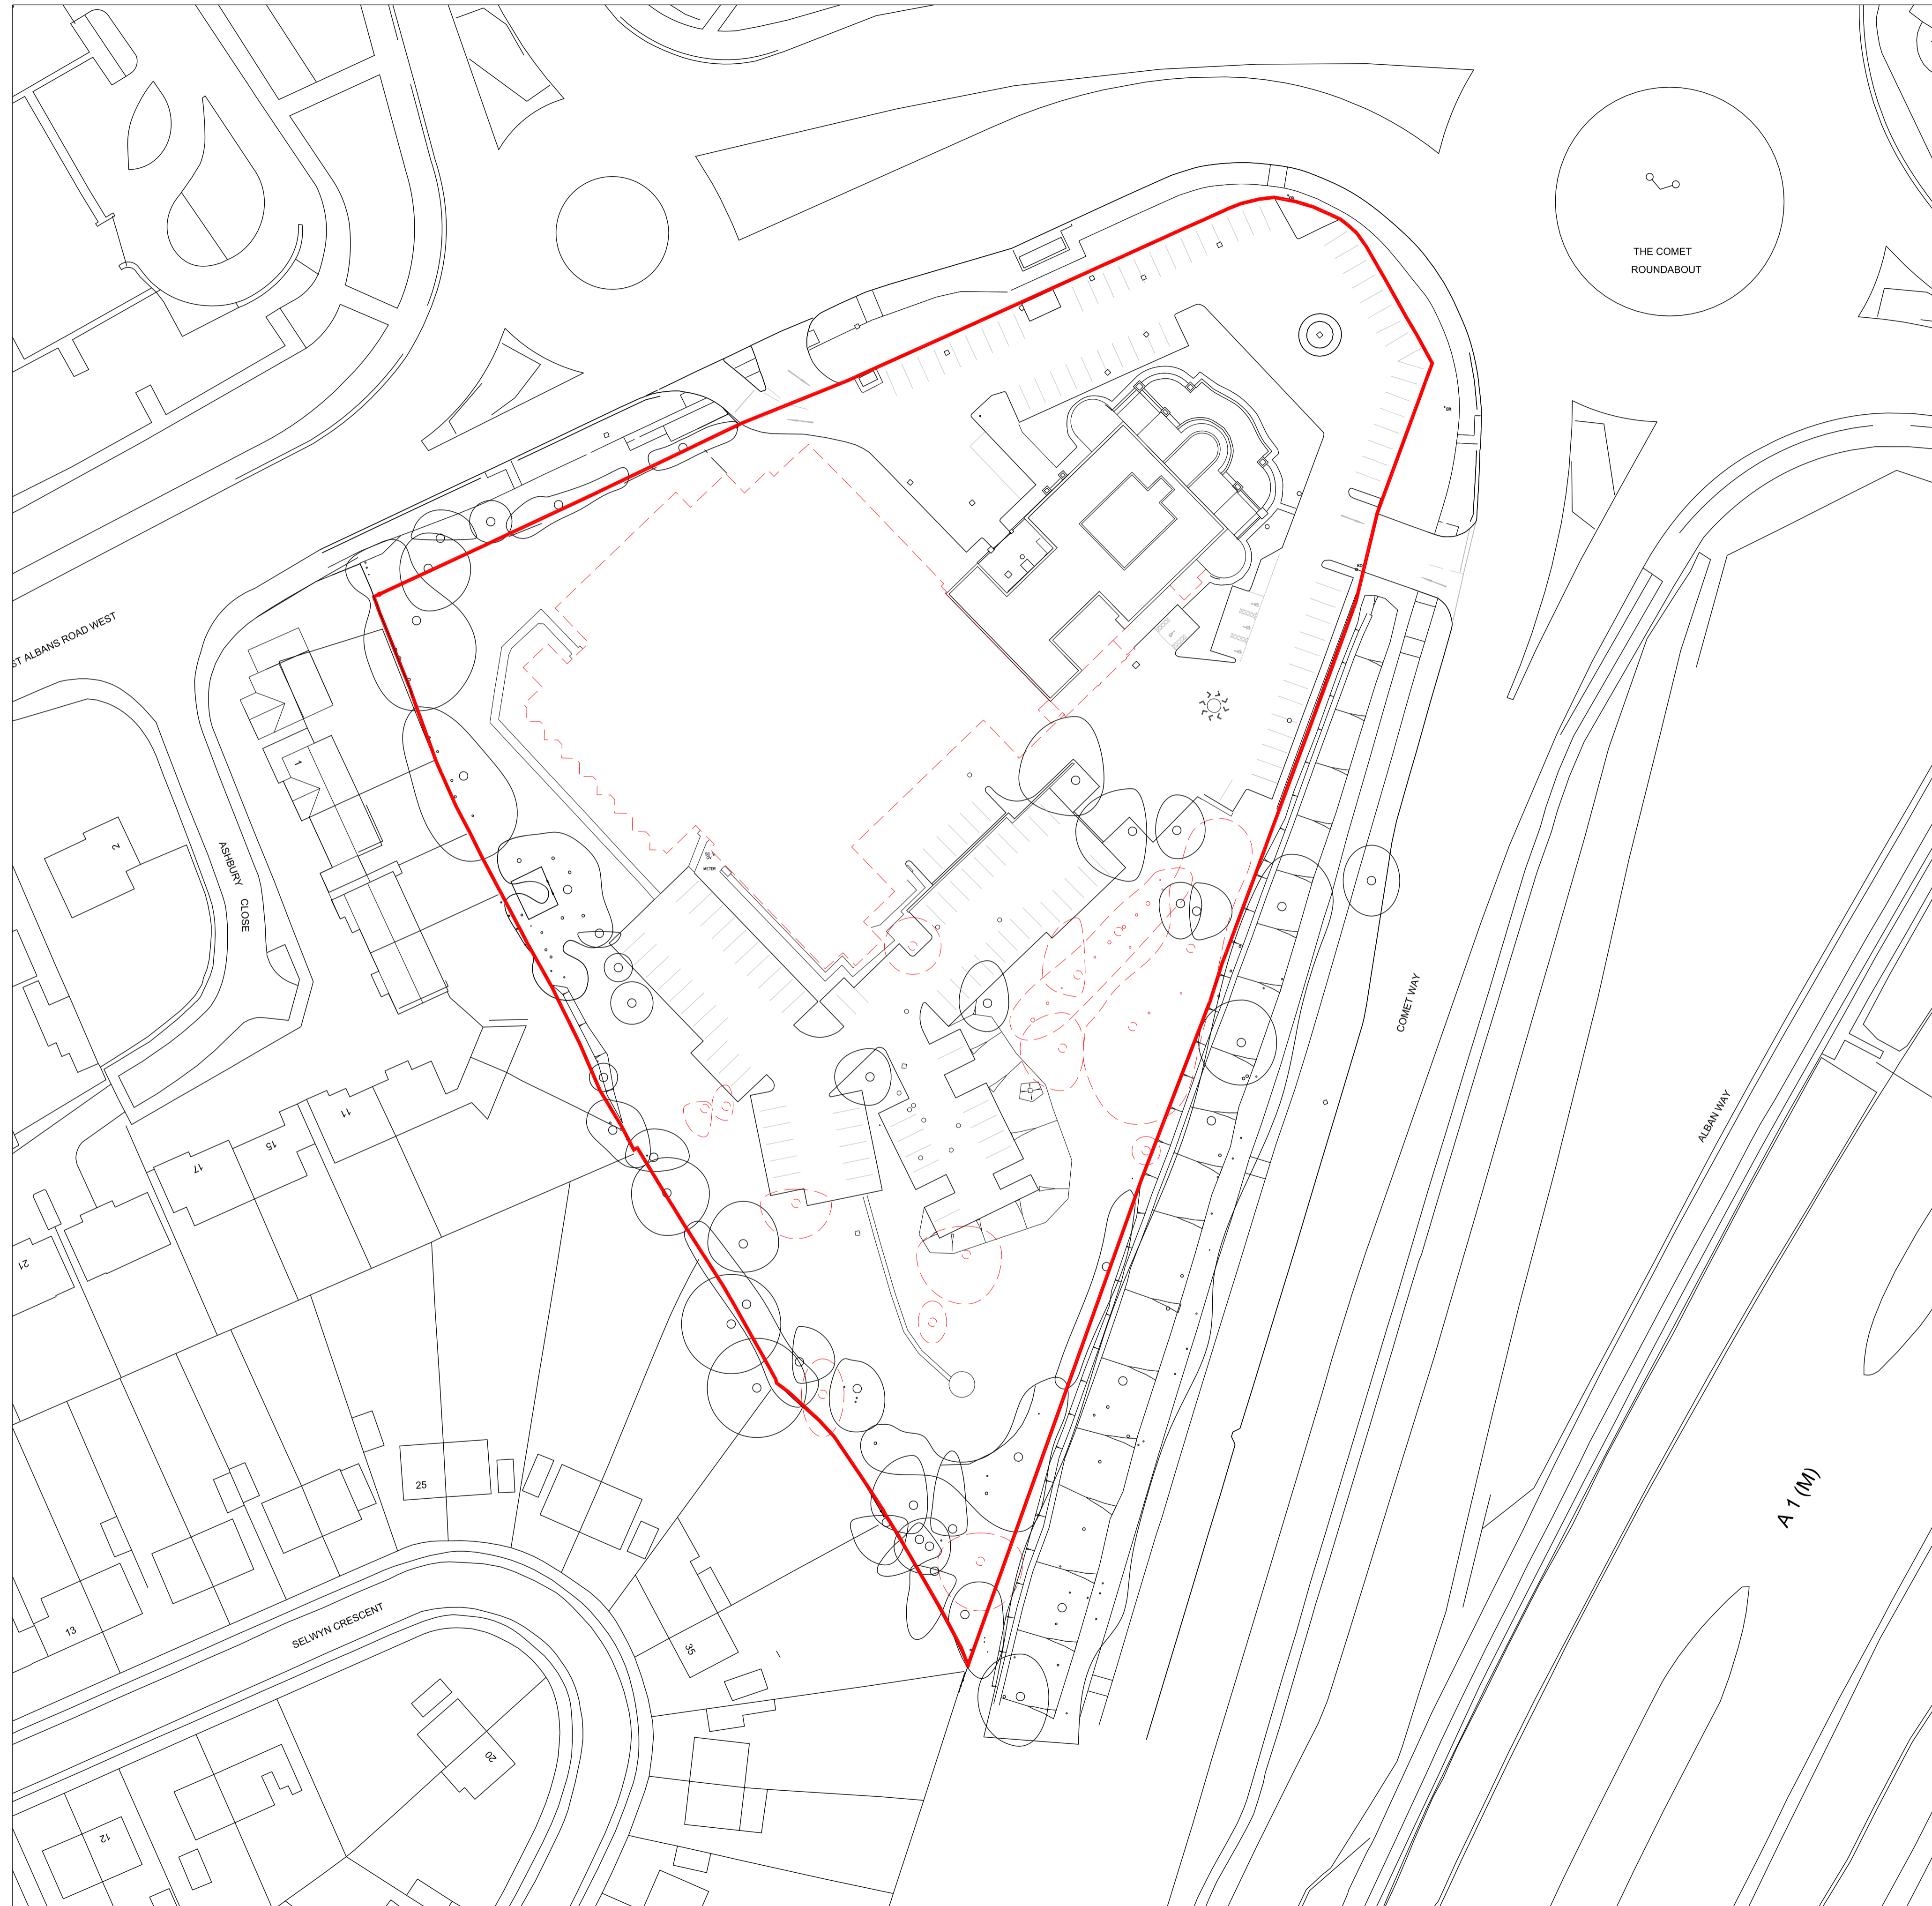 THE COMET
ROUNDABOUT
ST ALBANS ROAD WEST
1
2
ASHBURY CLOSE
METER
COMET WAY
ALBAN WAY
11
15
17
21
A 1 (M)
25
13
SELWYN CRESCENT
35
20
12